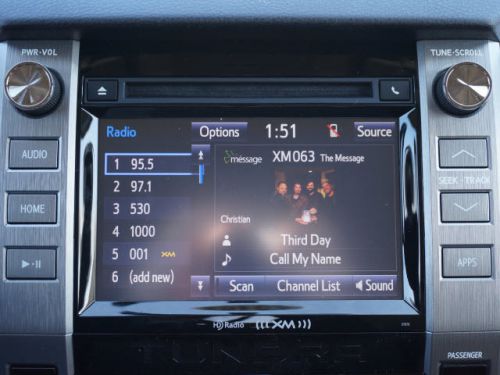 PWR-VOL
TUNE-SCROLL
Radio
Options
1:51
Source
1 95.5
2 97.1
3 530
4 1000
5 001 XM
6 (add new)
message
XM063 The Message
Christian
Third Day
Call My Name
Scan
Channel List
Sound
AUDIO
HOME
SEEK - TRACK
APPS
HD Radio
(((XM)))
TUNDRA
PASSENGER